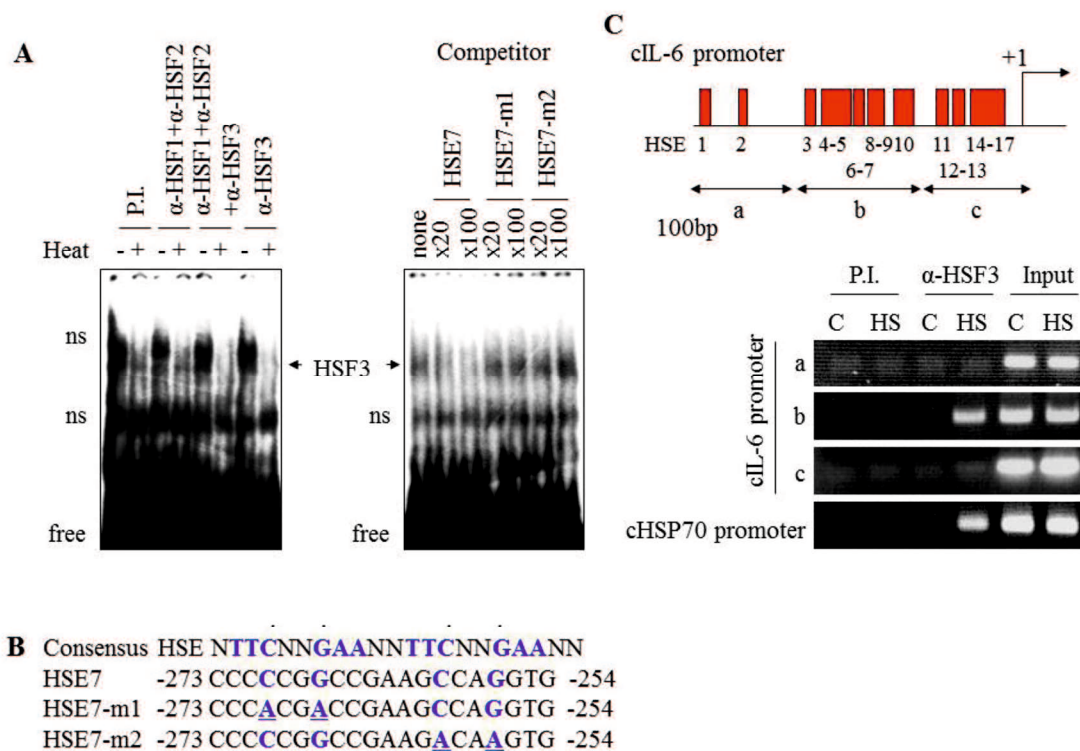 A
P.I.
α-HSF1+α-HSF2
α-HSF1+α-HSF2
+α-HSF3
α-HSF3
Heat - + - + - + - +
ns
ns
free
HSF3
Competitor
HSE7
HSE7-m1
HSE7-m2
none
x20
x100
x20
x100
x20
x100
ns
free
C
cIL-6 promoter
+1
HSE 1 2 3 4-5 8-9 10 11 14-17
6-7 12-13
a b c
100bp
P.I. α-HSF3 Input
C HS C HS C HS
cIL-6 promoter
a
b
c
cHSP70 promoter
B
Consensus HSE NTTCNNGAANNTTCNNGAANN
HSE7 -273 CCCCCGGCCGAAGCCAGGTG -254
HSE7-m1 -273 CCCACGACCGAAGCCAGGTG -254
HSE7-m2 -273 CCCCCGGCCGAAGACAAGTG -254